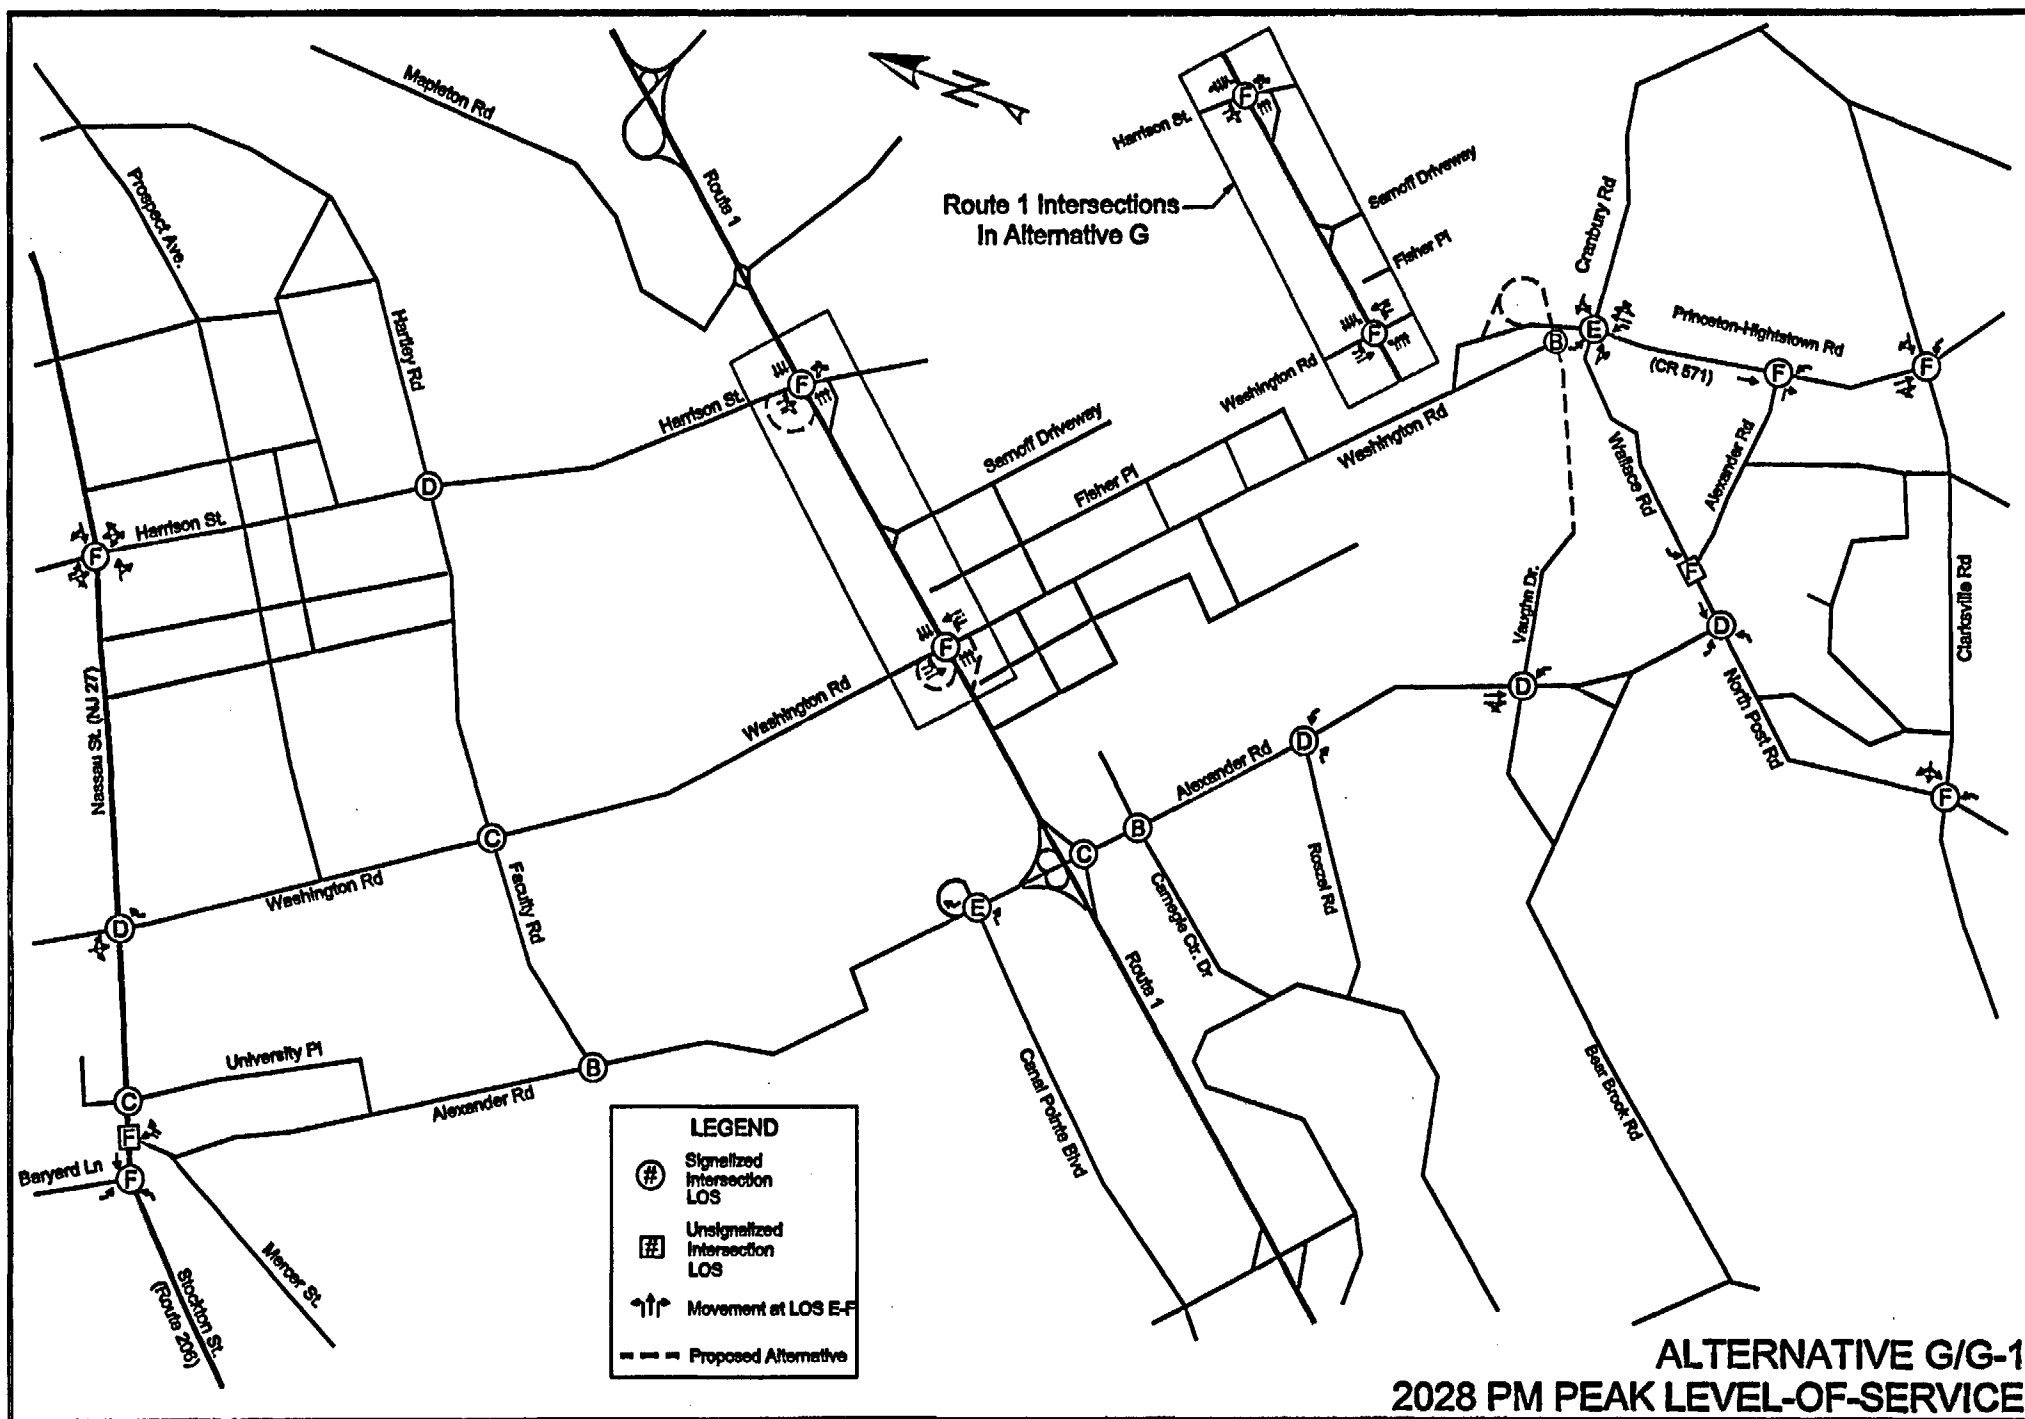 Mapleton Rd
Prospect Ave.
Route 1
Harrison St.
F
Sarnoff Driveway
Route 1 Intersections
In Alternative G
Fisher Pl
F
Washington Rd
Cranbury Rd
Princeton-Hightstown Rd
(CR 571)
B
E
F
F
Hartley Rd
Harrison St.
F
Sarnoff Driveway
Fisher Pl
Washington Rd
Wallace Rd
Alexander Rd
D
Harrison St.
F
F
Vaughn Dr.
Clarksville Rd
F
D
D
North Post Rd
Nassau St. (NJ 27)
Washington Rd
Alexander Rd
D
F
C
B
C
Roszel Rd
Washington Rd
Faculty Rd
D
E
Carnegie Ctr. Dr
Route 1
University Pl
C
B
Alexander Rd
F
Baryard Ln
F
Canal Pointe Blvd
Bear Brook Rd
Mercer St.
Stockton St.
(Route 206)
LEGEND
# Signalized
Intersection
LOS
# Unsignalized
Intersection
LOS
Movement at LOS E-F
Proposed Alternative
ALTERNATIVE G/G-1
2028 PM PEAK LEVEL-OF-SERVICE